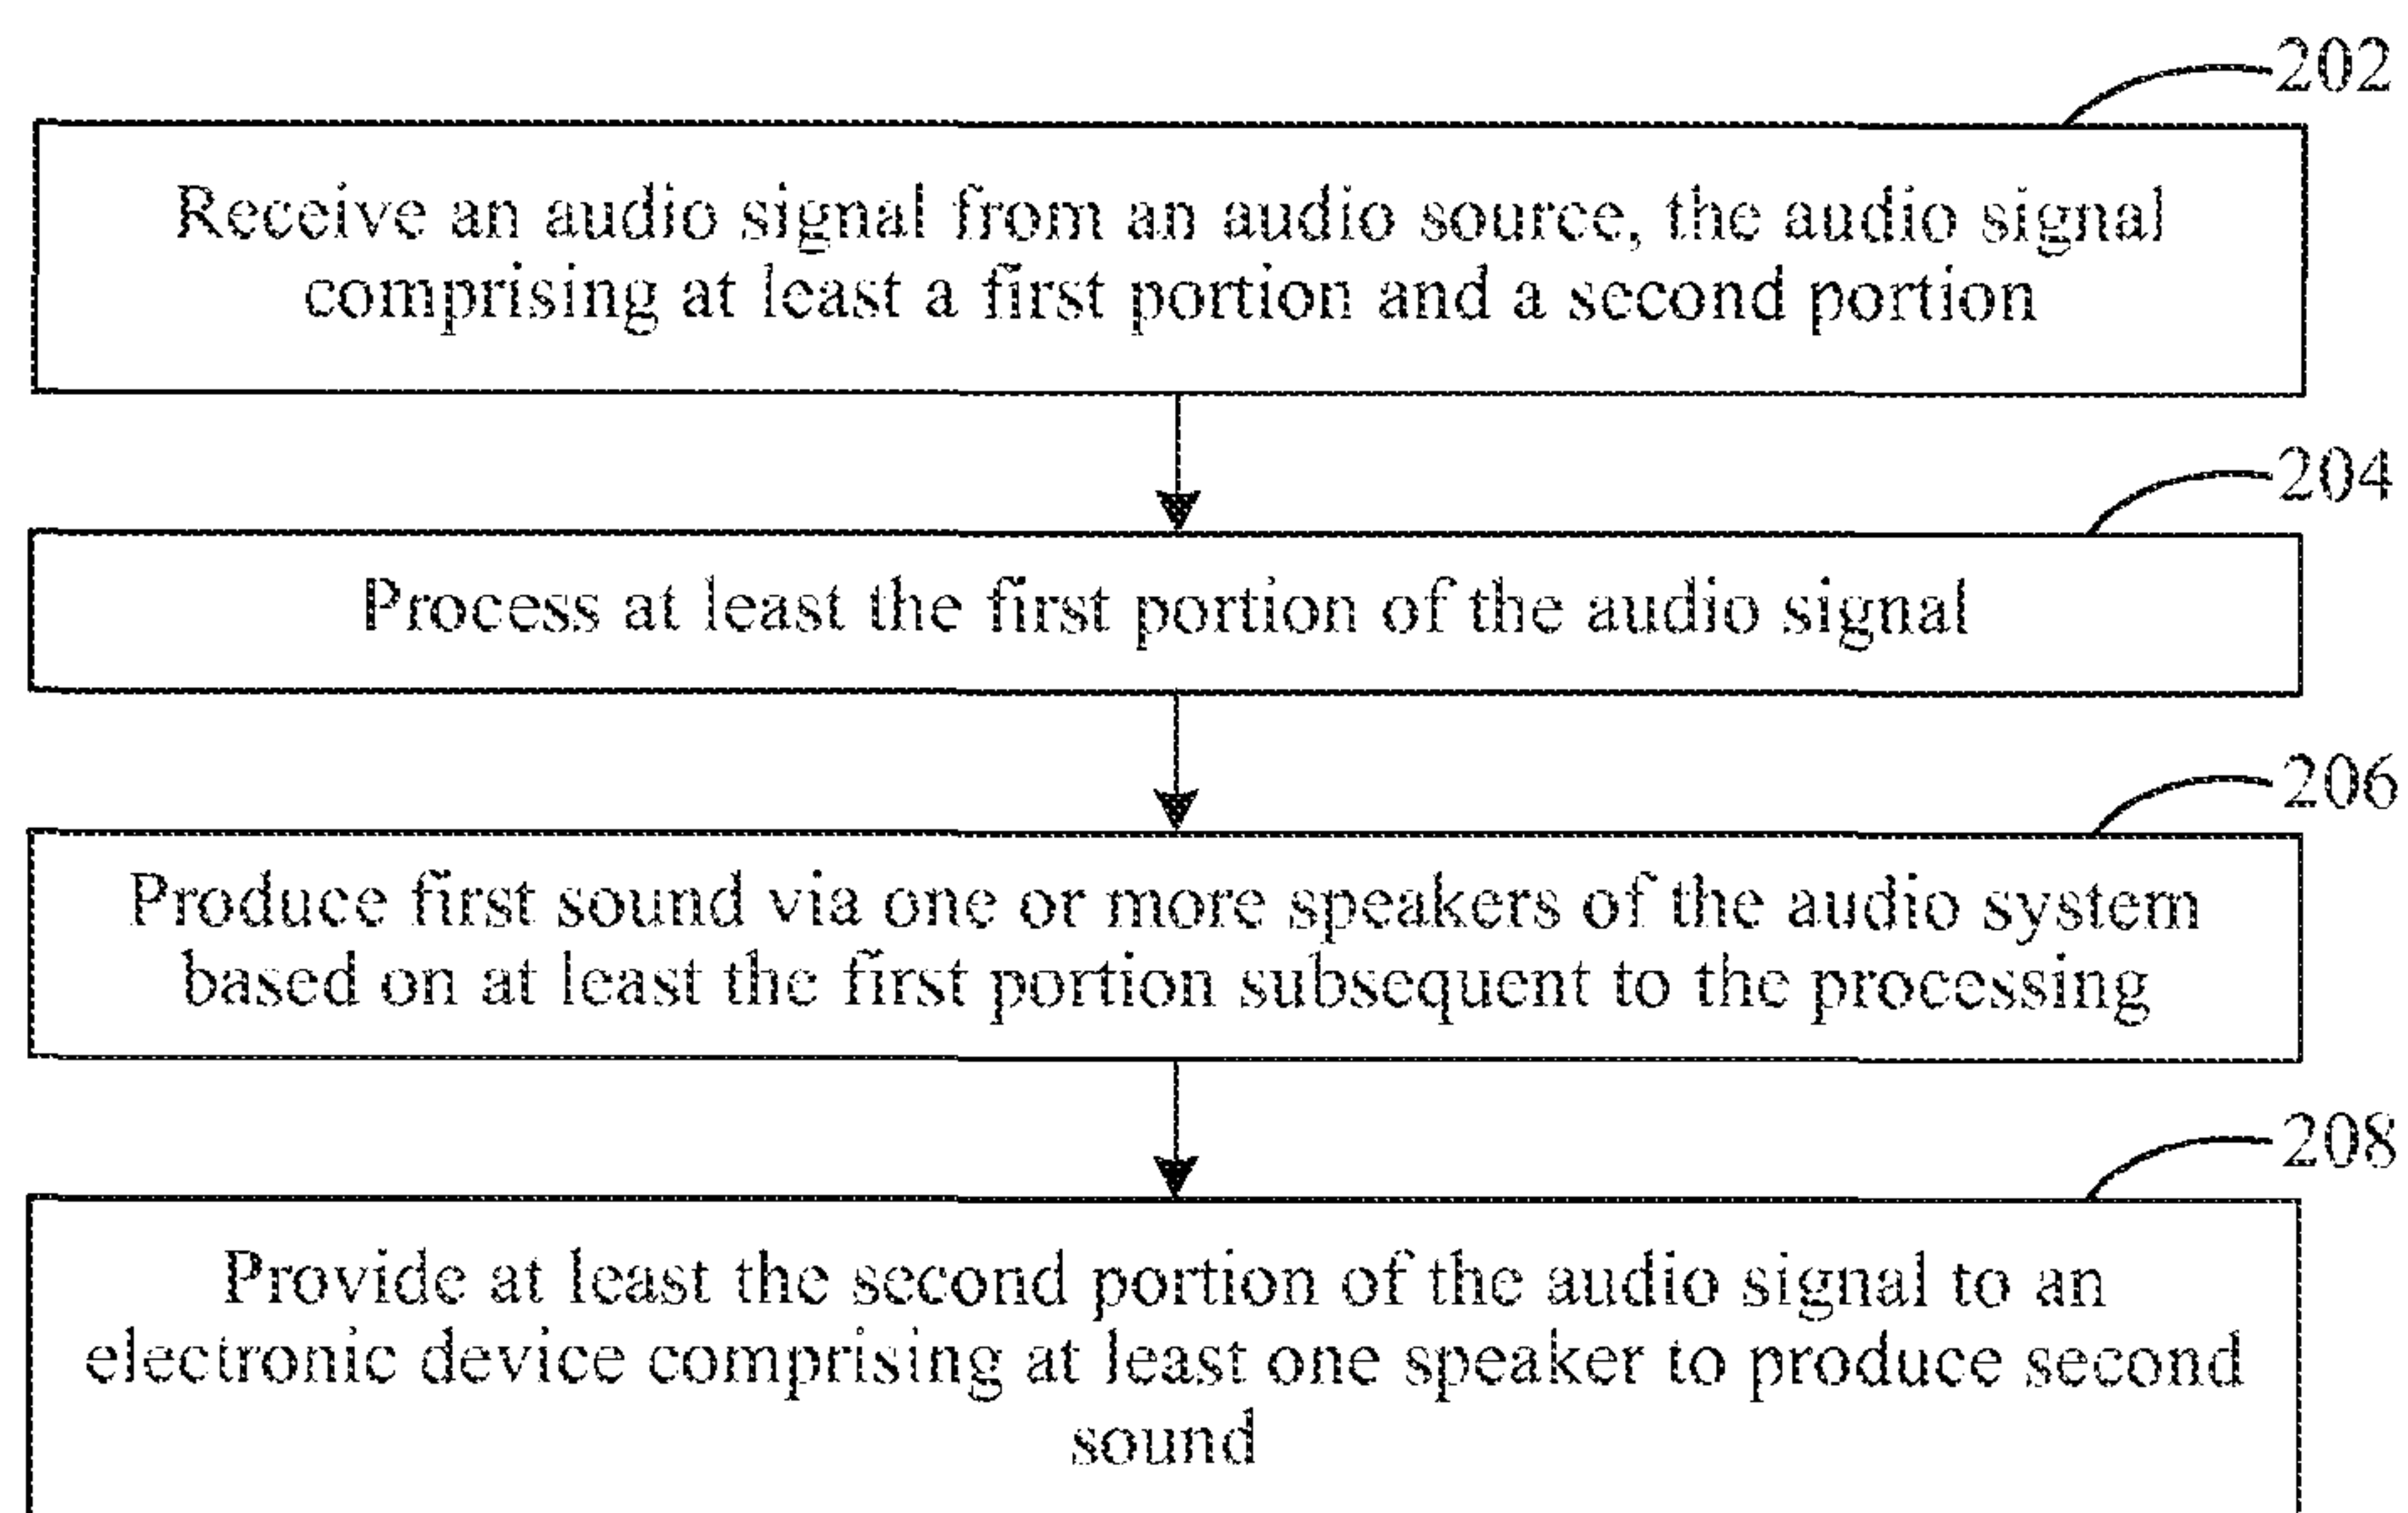 202
Receive an audio signal from an audio source, the audio signal
comprising at least a first portion and a second portion
204
Process at least the first portion of the audio signal
206
Produce first sound via one or more speakers of the audio system
based on at least the first portion subsequent to the processing
208
Provide at least the second portion of the audio signal to an
electronic device comprising at least one speaker to produce second
sound